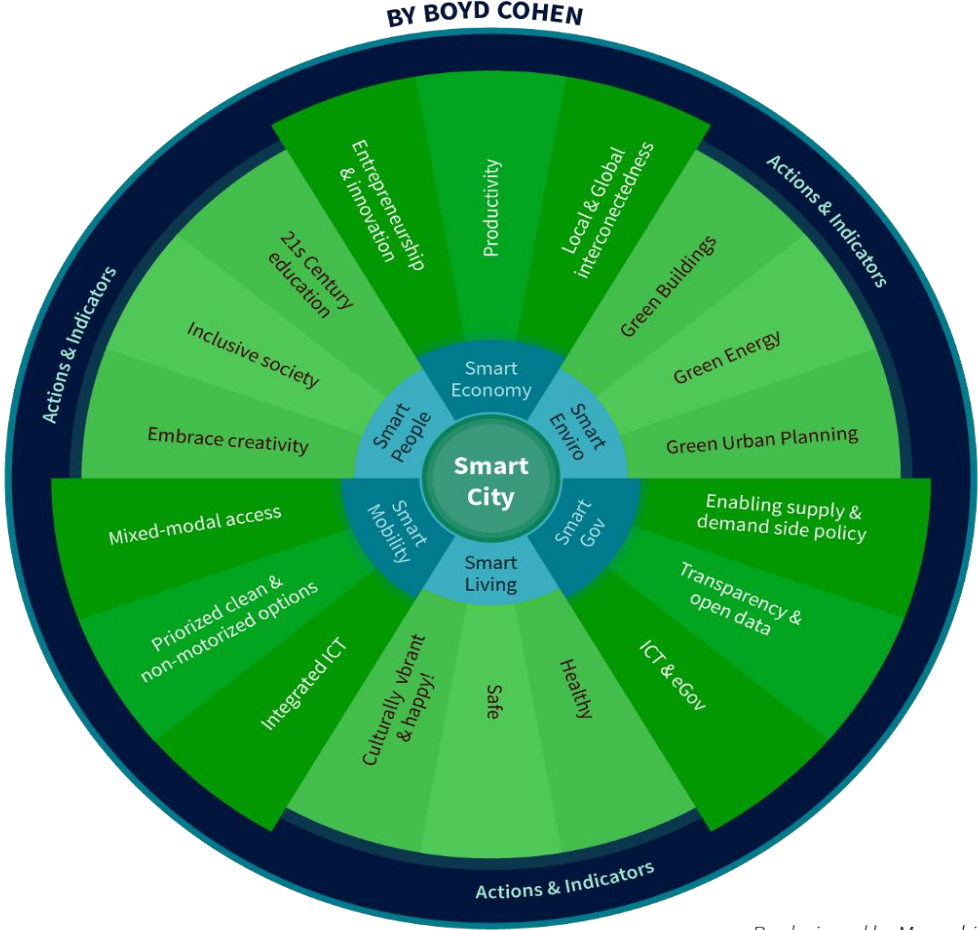 BY BOYD COHEN
Actions & Indicators
Actions & Indicators
Actions & Indicators
Entrepreneurship
& innovation
Productivity
Local & Global
interconectedness
Green Buildings
Green Energy
Green Urban Planning
Enabling supply &
demand side policy
Transparency &
open data
ICT & eGov
Healthy
Safe
Culturally vbrant
& happy!
Integrated ICT
Priorized clean &
non-motorized options
Mixed-modal access
Embrace creativity
Inclusive society
21s Century
education
Smart
Economy
Smart
Enviro
Smart
Gov
Smart
Living
Smart
Mobility
Smart
People
Smart
City